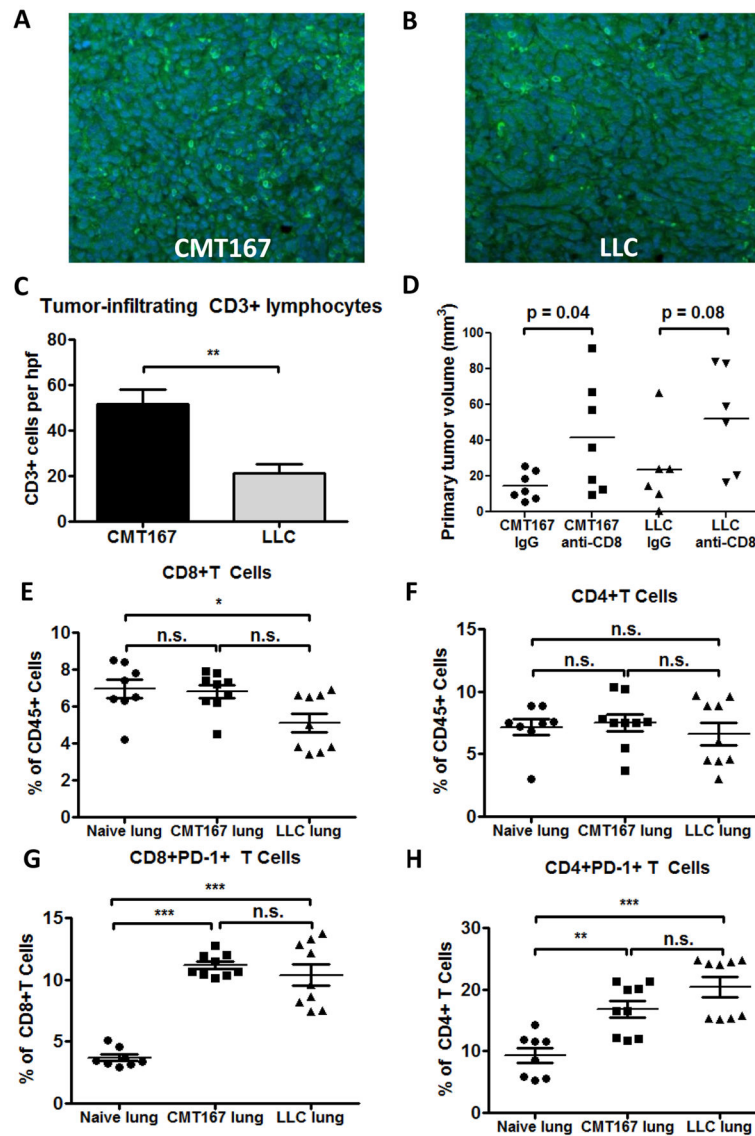 A
B
CMT167
LLC
C
Tumor-infiltrating CD3+ lymphocytes
CD3+ cells per hpf
80
60
40
20
0
**
CMT167
LLC
D
p = 0.04
p = 0.08
Primary tumor volume (mm³)
100
80
60
40
20
0
CMT167 IgG
CMT167 anti-CD8
LLC IgG
LLC anti-CD8
E
CD8+T Cells
*
n.s.
n.s.
% of CD45+ Cells
10
8
6
4
2
0
Naive lung
CMT167 lung
LLC lung
F
CD4+T Cells
n.s.
n.s.
n.s.
% of CD45+ Cells
15
10
5
0
Naive lung
CMT167 lung
LLC lung
G
CD8+PD-1+ T Cells
***
***
n.s.
% of CD8+T Cells
15
10
5
0
Naive lung
CMT167 lung
LLC lung
H
CD4+PD-1+ T Cells
***
**
n.s.
% of CD4+ T Cells
30
20
10
0
Naive lung
CMT167 lung
LLC lung